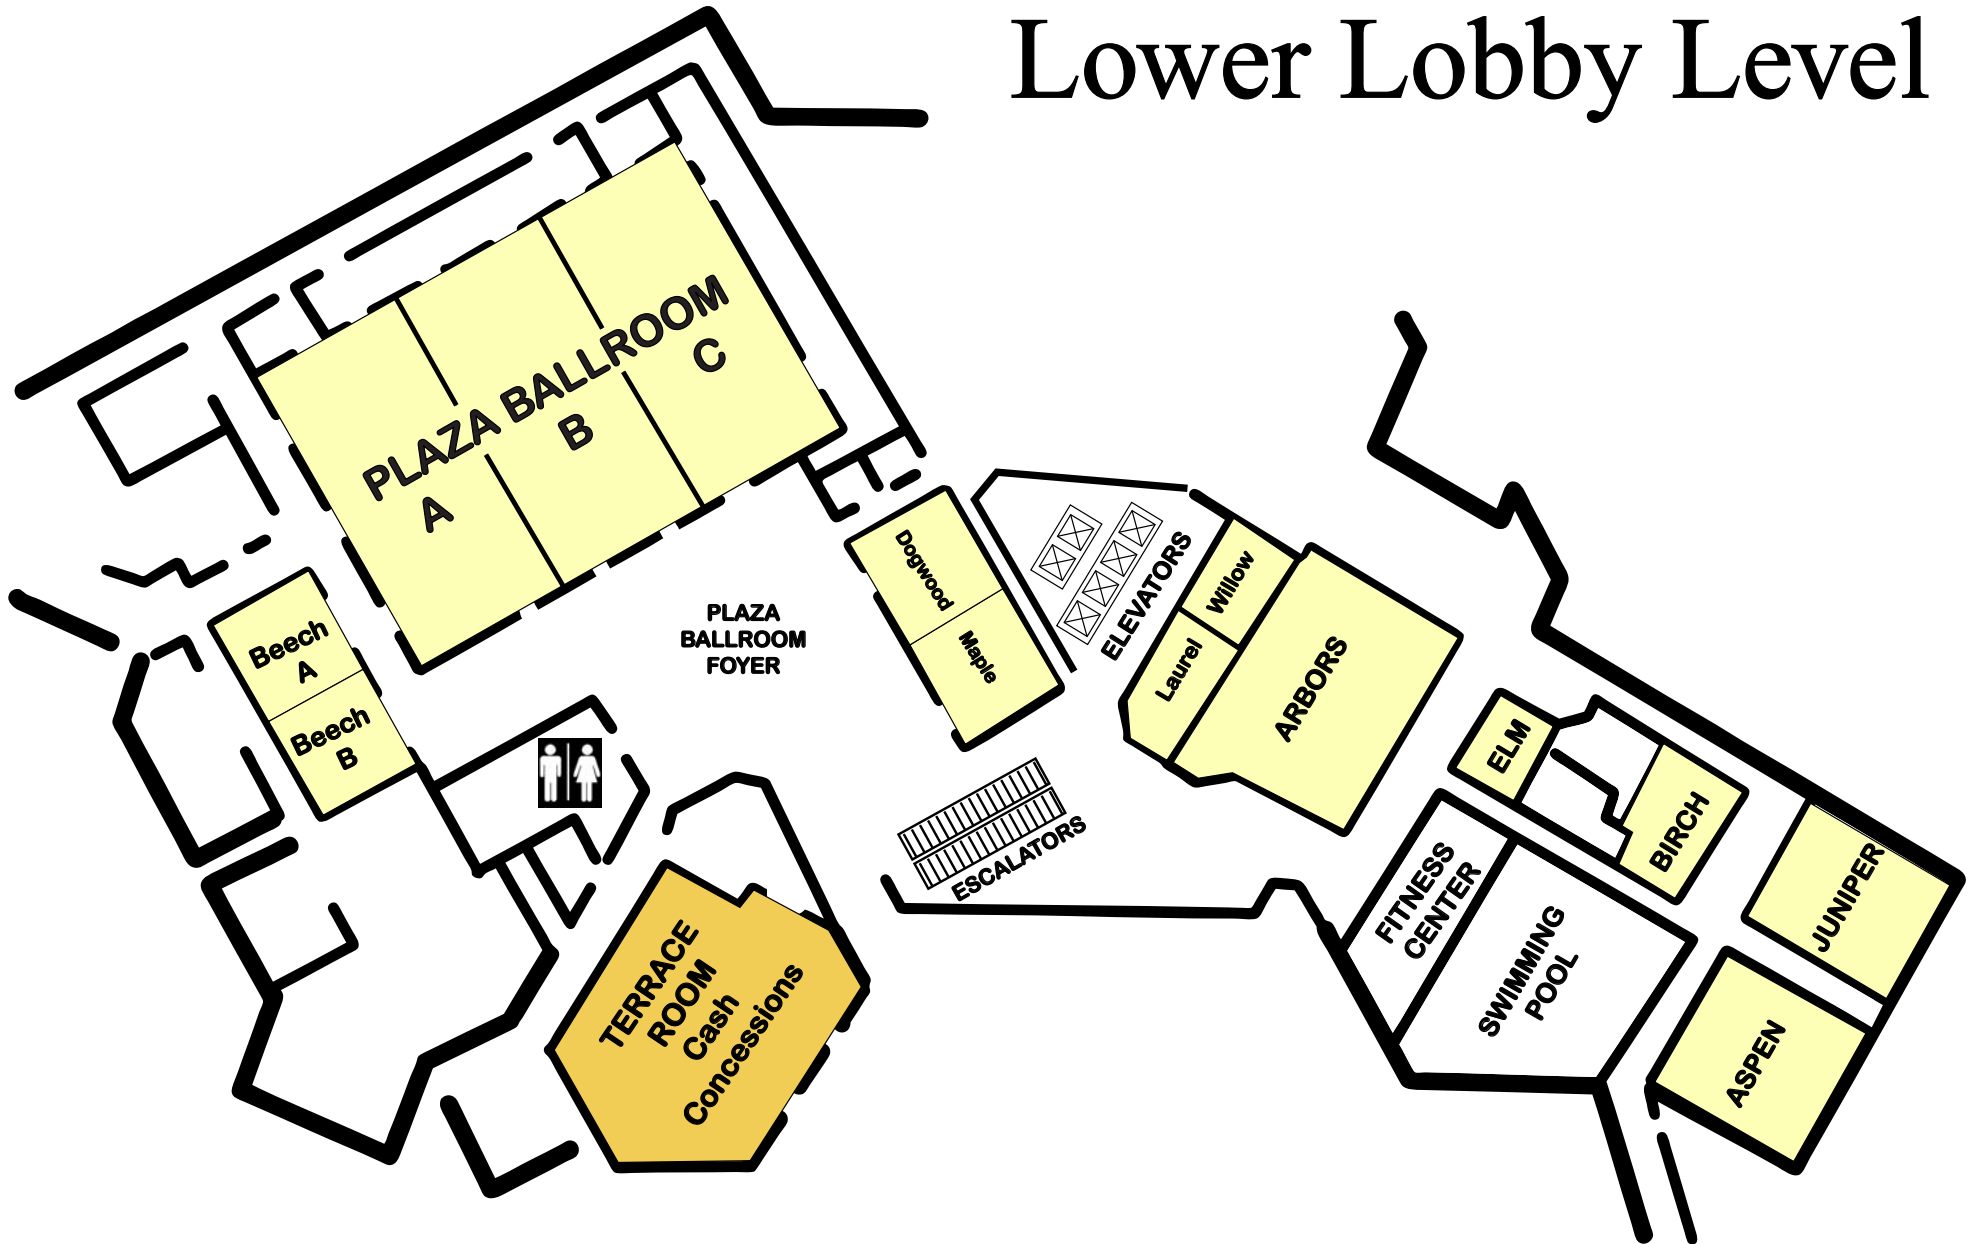 Lower Lobby Level
PLAZA BALLROOM
A
B
C
Beech
A
Beech
B
PLAZA
BALLROOM
FOYER
Dogwood
Maple
ELEVATORS
Willow
Laurel
ARBORS
ELM
BIRCH
JUNIPER
ASPEN
FITNESS
CENTER
SWIMMING
POOL
ESCALATORS
TERRACE
ROOM
Cash
Concessions